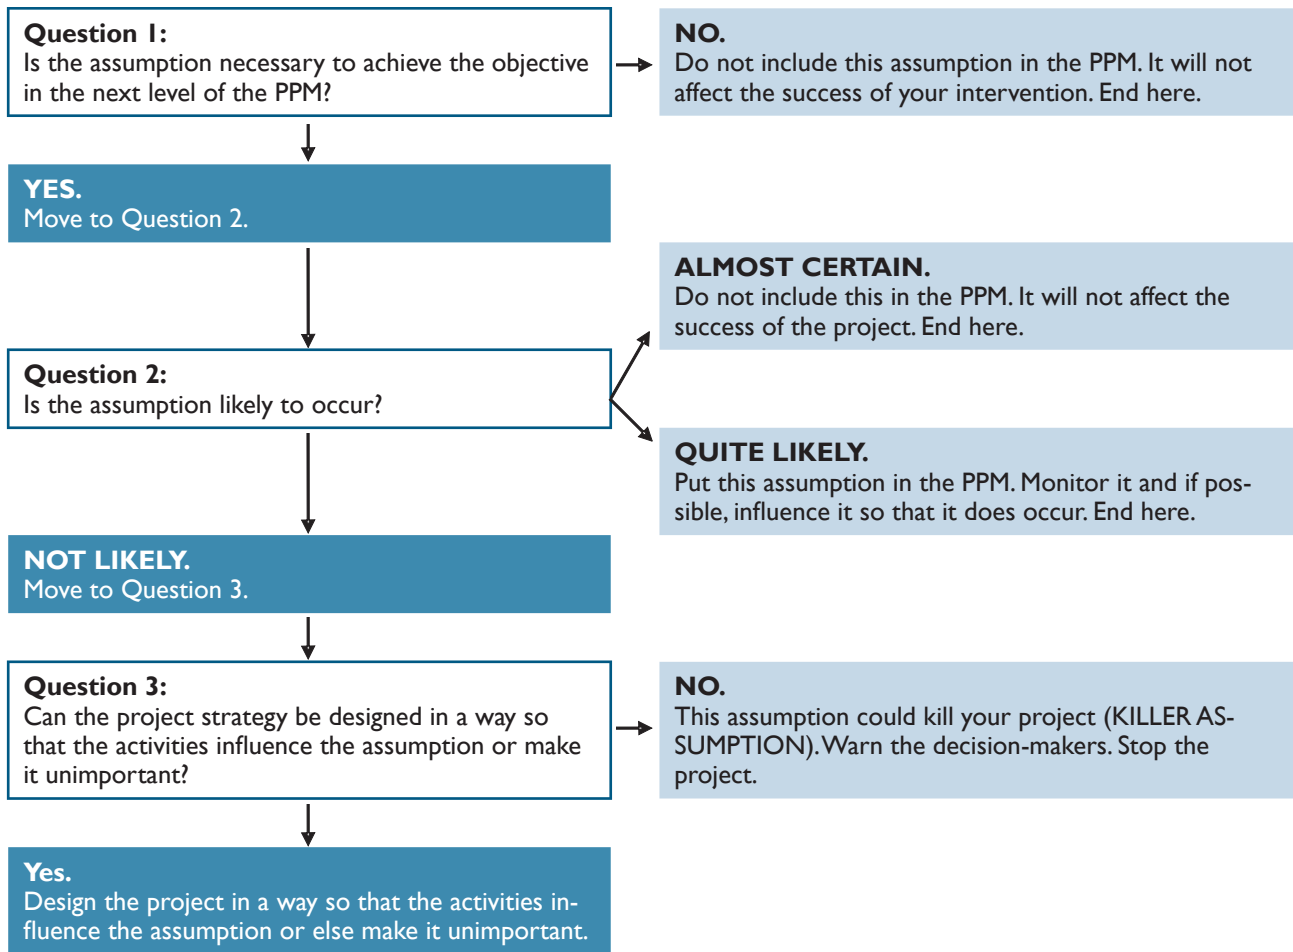 Question 1:
Is the assumption necessary to achieve the objective
in the next level of the PPM?
NO.
Do not include this assumption in the PPM. It will not
affect the success of your intervention. End here.
YES.
Move to Question 2.
ALMOST CERTAIN.
Do not include this in the PPM. It will not affect the
success of the project. End here.
Question 2:
Is the assumption likely to occur?
QUITE LIKELY.
Put this assumption in the PPM. Monitor it and if pos-
sible, influence it so that it does occur. End here.
NOT LIKELY.
Move to Question 3.
Question 3:
Can the project strategy be designed in a way so
that the activities influence the assumption or make
it unimportant?
NO.
This assumption could kill your project (KILLER AS-
SUMPTION). Warn the decision-makers. Stop the
project.
Yes.
Design the project in a way so that the activities in-
fluence the assumption or else make it unimportant.